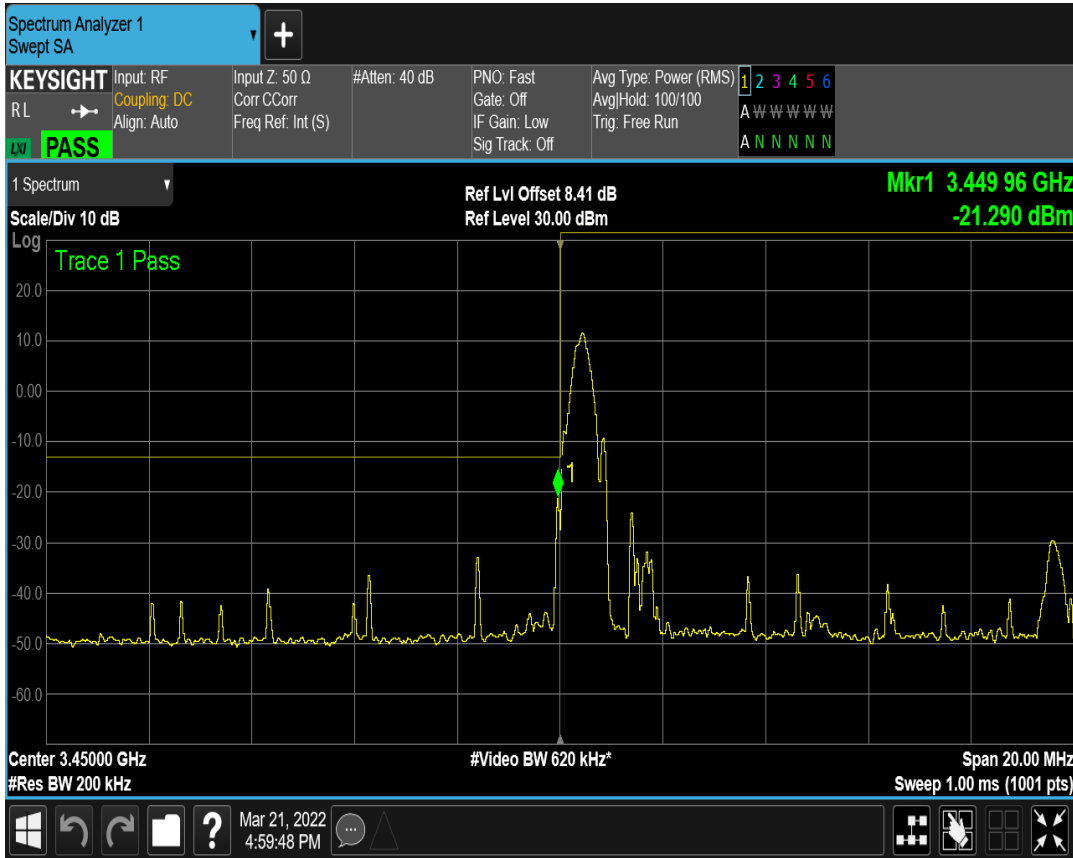 Spectrum Analyzer 1
Swept SA
+
KEYSIGHT
R L
LXI
PASS
Input: RF
Coupling: DC
Align: Auto
Input Z: 50 Ω
Corr CCorr
Freq Ref: Int (S)
#Atten: 40 dB
PNO: Fast
Gate: Off
IF Gain: Low
Sig Track: Off
Avg Type: Power (RMS)
Avg|Hold: 100/100
Trig: Free Run
1 2 3 4 5 6
A W W W W W
A N N N N N
1 Spectrum
Scale/Div 10 dB
Ref Lvl Offset 8.41 dB
Ref Level 30.00 dBm
Mkr1 3.449 96 GHz
-21.290 dBm
Log
Trace 1 Pass
20.0
10.0
0.00
-10.0
1
-20.0
-30.0
-40.0
-50.0
-60.0
Center 3.45000 GHz
#Res BW 200 kHz
#Video BW 620 kHz*
Span 20.00 MHz
Sweep 1.00 ms (1001 pts)
?
Mar 21, 2022
4:59:48 PM